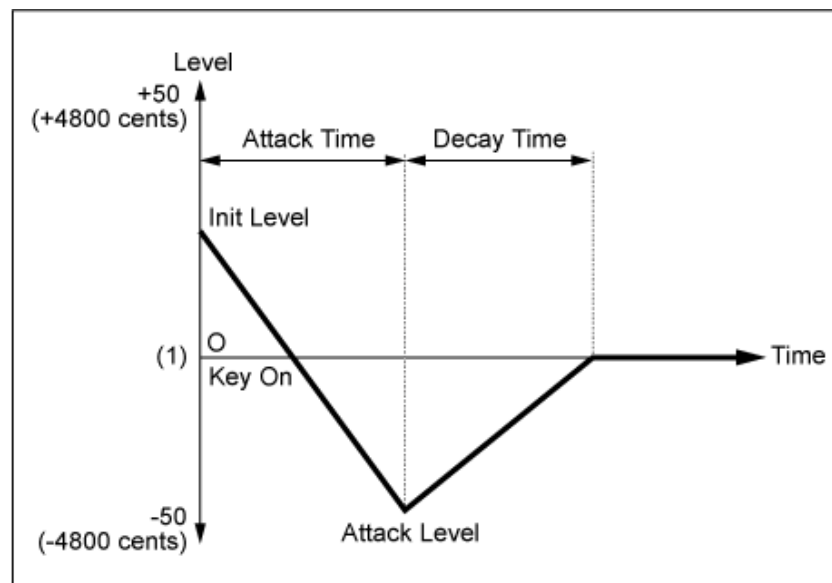 Level
+50
(+4800 cents)
Attack Time
Decay Time
Init Level
(1)
O
Time
Key On
-50
(-4800 cents)
Attack Level